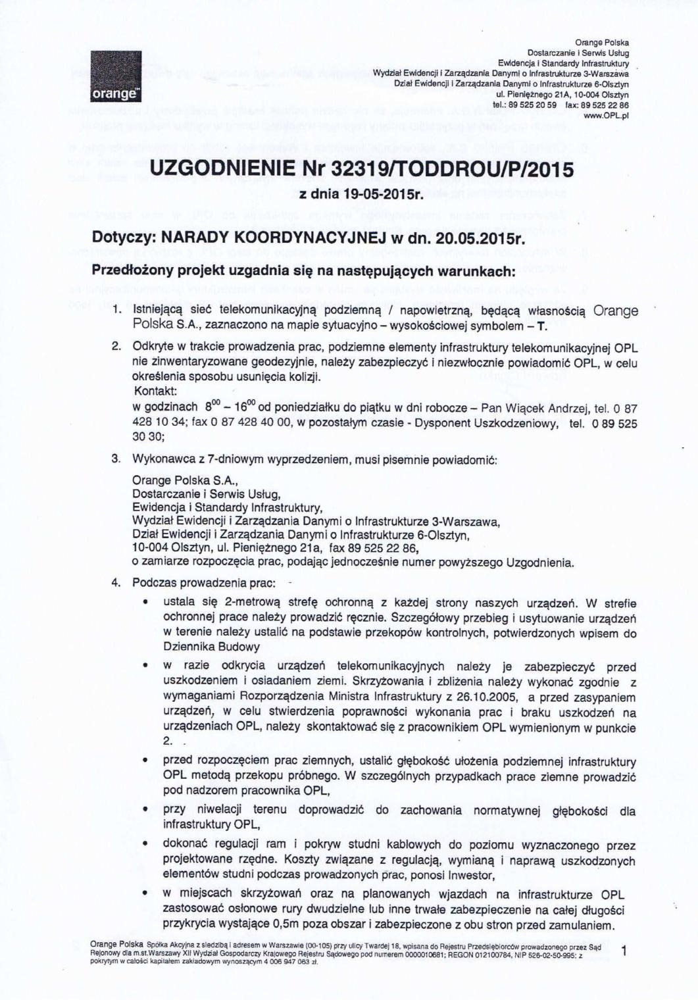 orange™
Orange Polska
Dostarczanie i Serwis Usług
Ewidencja i Standardy Infrastruktury
Wydział Ewidencji i Zarządzania Danymi o Infrastrukturze 3-Warszawa
Dział Ewidencji i Zarządzania Danymi o Infrastrukturze 6-Olsztyn
ul. Pieniężnego 21A, 10-004 Olsztyn
tel.: 89 525 20 59 fax: 89 525 22 86
www.OPL.pl
UZGODNIENIE Nr 32319/TODDROU/P/2015
z dnia 19-05-2015r.
Dotyczy: NARADY KOORDYNACYJNEJ w dn. 20.05.2015r.
Przedłożony projekt uzgadnia się na następujących warunkach:
1. Istniejącą sieć telekomunikacyjną podziemną / napowietrzną, będącą własnością Orange
Polska S.A., zaznaczono na mapie sytuacyjno – wysokościowej symbolem – T.
2. Odkryte w trakcie prowadzenia prac, podziemne elementy infrastruktury telekomunikacyjnej OPL
nie zinwentaryzowane geodezyjnie, należy zabezpieczyć i niezwłocznie powiadomić OPL, w celu
określenia sposobu usunięcia kolizji.
Kontakt:
w godzinach 8⁰⁰ – 16⁰⁰ od poniedziałku do piątku w dni robocze – Pan Wiącek Andrzej, tel. 0 87
428 10 34; fax 0 87 428 40 00, w pozostałym czasie - Dysponent Uszkodzeniowy, tel. 0 89 525
30 30;
3. Wykonawca z 7-dniowym wyprzedzeniem, musi pisemnie powiadomić:
Orange Polska S.A.,
Dostarczanie i Serwis Usług,
Ewidencja i Standardy Infrastruktury,
Wydział Ewidencji i Zarządzania Danymi o Infrastrukturze 3-Warszawa,
Dział Ewidencji i Zarządzania Danymi o Infrastrukturze 6-Olsztyn,
10-004 Olsztyn, ul. Pieniężnego 21a, fax 89 525 22 86,
o zamiarze rozpoczęcia prac, podając jednocześnie numer powyższego Uzgodnienia.
4. Podczas prowadzenia prac:
• ustala się 2-metrową strefę ochronną z każdej strony naszych urządzeń. W strefie
ochronnej prace należy prowadzić ręcznie. Szczegółowy przebieg i usytuowanie urządzeń
w terenie należy ustalić na podstawie przekopów kontrolnych, potwierdzonych wpisem do
Dziennika Budowy
• w razie odkrycia urządzeń telekomunikacyjnych należy je zabezpieczyć przed
uszkodzeniem i osiadaniem ziemi. Skrzyżowania i zbliżenia należy wykonać zgodnie z
wymaganiami Rozporządzenia Ministra Infrastruktury z 26.10.2005, a przed zasypaniem
urządzeń, w celu stwierdzenia poprawności wykonania prac i braku uszkodzeń na
urządzeniach OPL, należy skontaktować się z pracownikiem OPL wymienionym w punkcie
2.
• przed rozpoczęciem prac ziemnych, ustalić głębokość ułożenia podziemnej infrastruktury
OPL metodą przekopu próbnego. W szczególnych przypadkach prace ziemne prowadzić
pod nadzorem pracownika OPL,
• przy niwelacji terenu doprowadzić do zachowania normatywnej głębokości dla
infrastruktury OPL,
• dokonać regulacji ram i pokryw studni kablowych do poziomu wyznaczonego przez
projektowane rzędne. Koszty związane z regulacją, wymianą i naprawą uszkodzonych
elementów studni podczas prowadzonych prac, ponosi Inwestor,
• w miejscach skrzyżowań oraz na planowanych wjazdach na infrastrukturze OPL
zastosować osłonowe rury dwudzielne lub inne trwałe zabezpieczenie na całej długości
przykrycia wystające 0,5m poza obszar i zabezpieczone z obu stron przed zamulaniem.
Orange Polska Spółka Akcyjna z siedzibą i adresem w Warszawie (00-105) przy ulicy Twardej 18, wpisana do Rejestru Przedsiębiorców prowadzonego przez Sąd
Rejonowy dla m.st.Warszawy XII Wydział Gospodarczy Krajowego Rejestru Sądowego pod numerem 0000010681; REGON 012100784, NIP 526-02-50-995; z
pokrytym w całości kapitałem zakładowym wynoszącym 4 006 947 063 zł.
1